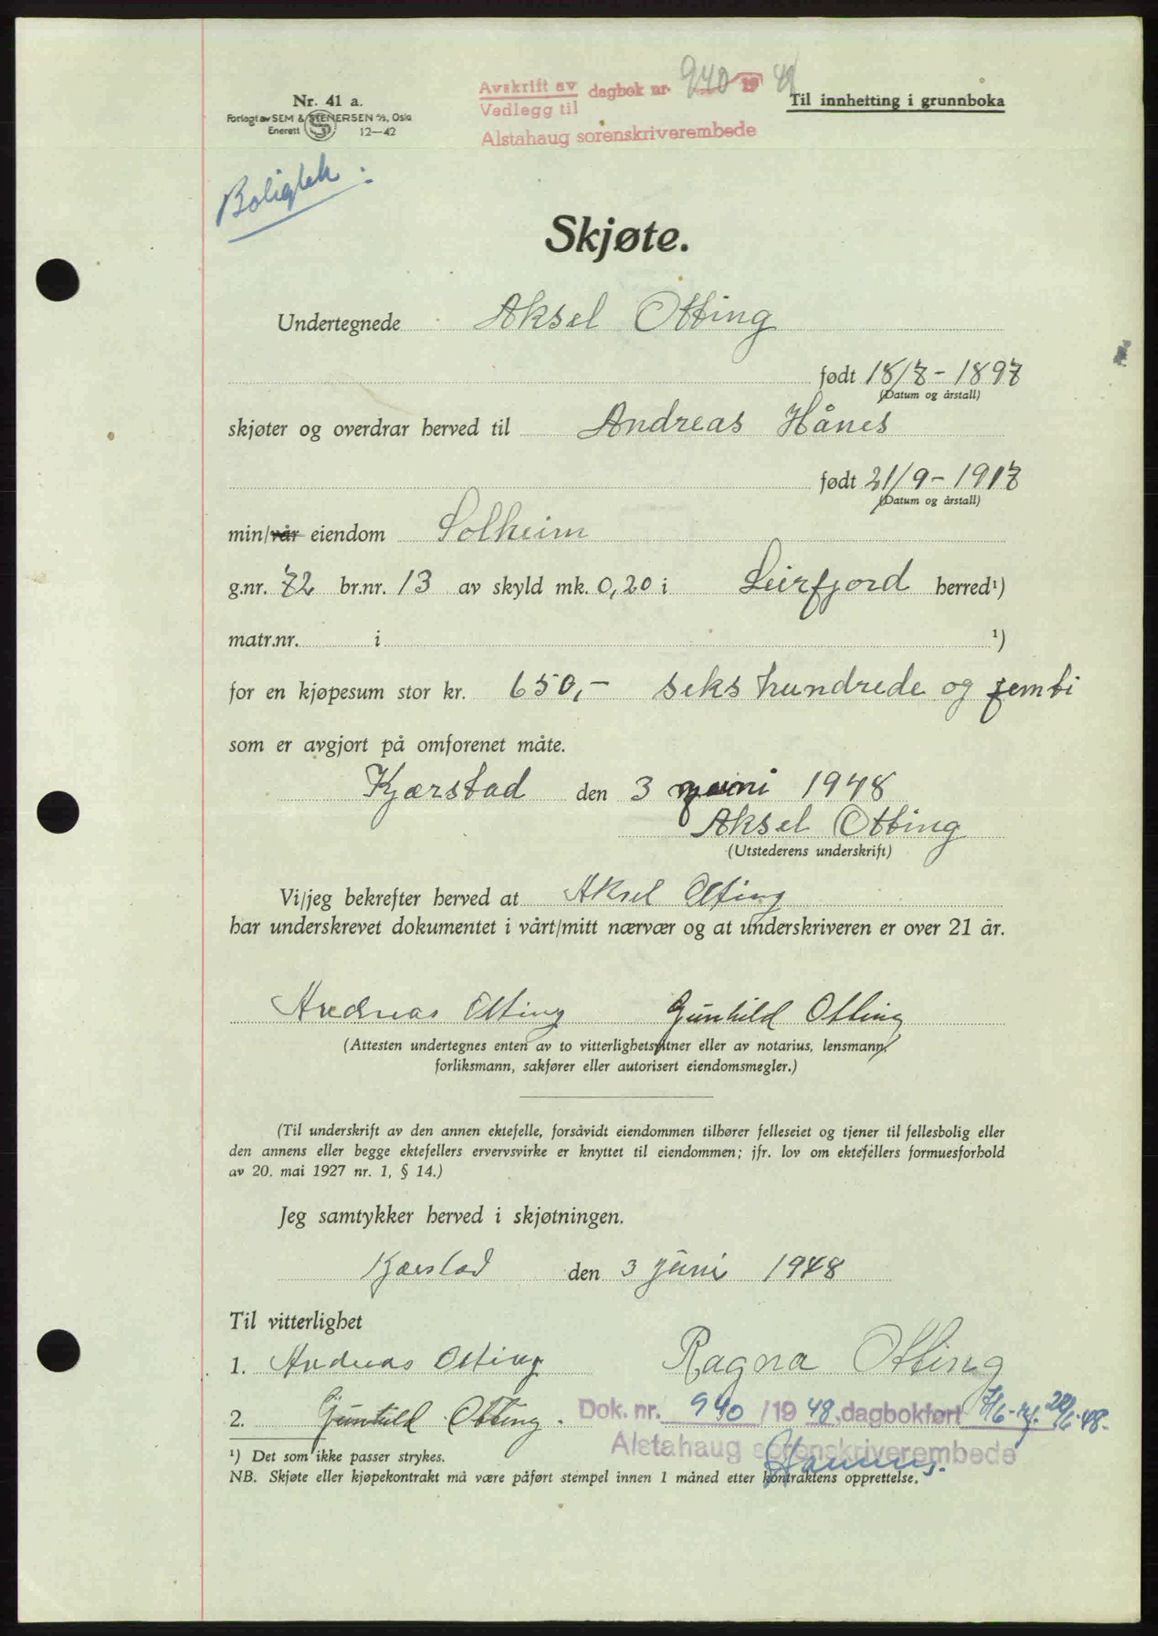 Nr. 41 a.
Forlagt av SEM & STENERSEN A/S, Oslo
Enerett 12—42
Avskrift av
Vedlegg til dagbok nr. 940 19 48
Alstahaug sorenskriverembede
Til innhefting i grunnboka
Boliglek:
Skjøte.
Undertegnede Aksel Otting
født 18/7 - 1897
(Datum og årstall)
skjøter og overdrar herved til Andreas Hånes
født 21/9 - 1917
(Datum og årstall)
min/vår eiendom Solheim
g.nr. 72 br.nr. 13 av skyld mk. 0,20 i Leirfjord herred¹)
matr.nr. i ¹)
for en kjøpesum stor kr. 650,- seks hundrede og femti
som er avgjort på omforenet måte.
Kjærstad den 3 juni 1948
Aksel Otting
(Utstederens underskrift)
Vi/jeg bekrefter herved at Aksel Otting
har underskrevet dokumentet i vårt/mitt nærvær og at underskriveren er over 21 år.
Andreas Otting Gunhild Otting
(Attesten undertegnes enten av to vitterlighetsvitner eller av notarius, lensmann,
forliksmann, sakfører eller autorisert eiendomsmegler.)
(Til underskrift av den annen ektefelle, forsåvidt eiendommen tilhører felleseiet og tjener til fellesbolig eller
den annens eller begge ektefellers ervervsvirke er knyttet til eiendommen; jfr. lov om ektefellers formuesforhold
av 20. mai 1927 nr. 1, § 14.)
Jeg samtykker herved i skjøtningen.
Kjærstad den 3 juni 1948
Til vitterlighet
1. Andreas Otting Ragna Otting
2. Gunhild Otting. Dok. nr. 940 / 19 48. dagbokført
Alstahaug sorenskriverembede
¹) Det som ikke passer strykes.
NB. Skjøte eller kjøpekontrakt må være påført stempel innen 1 måned etter kontraktens opprettelse.